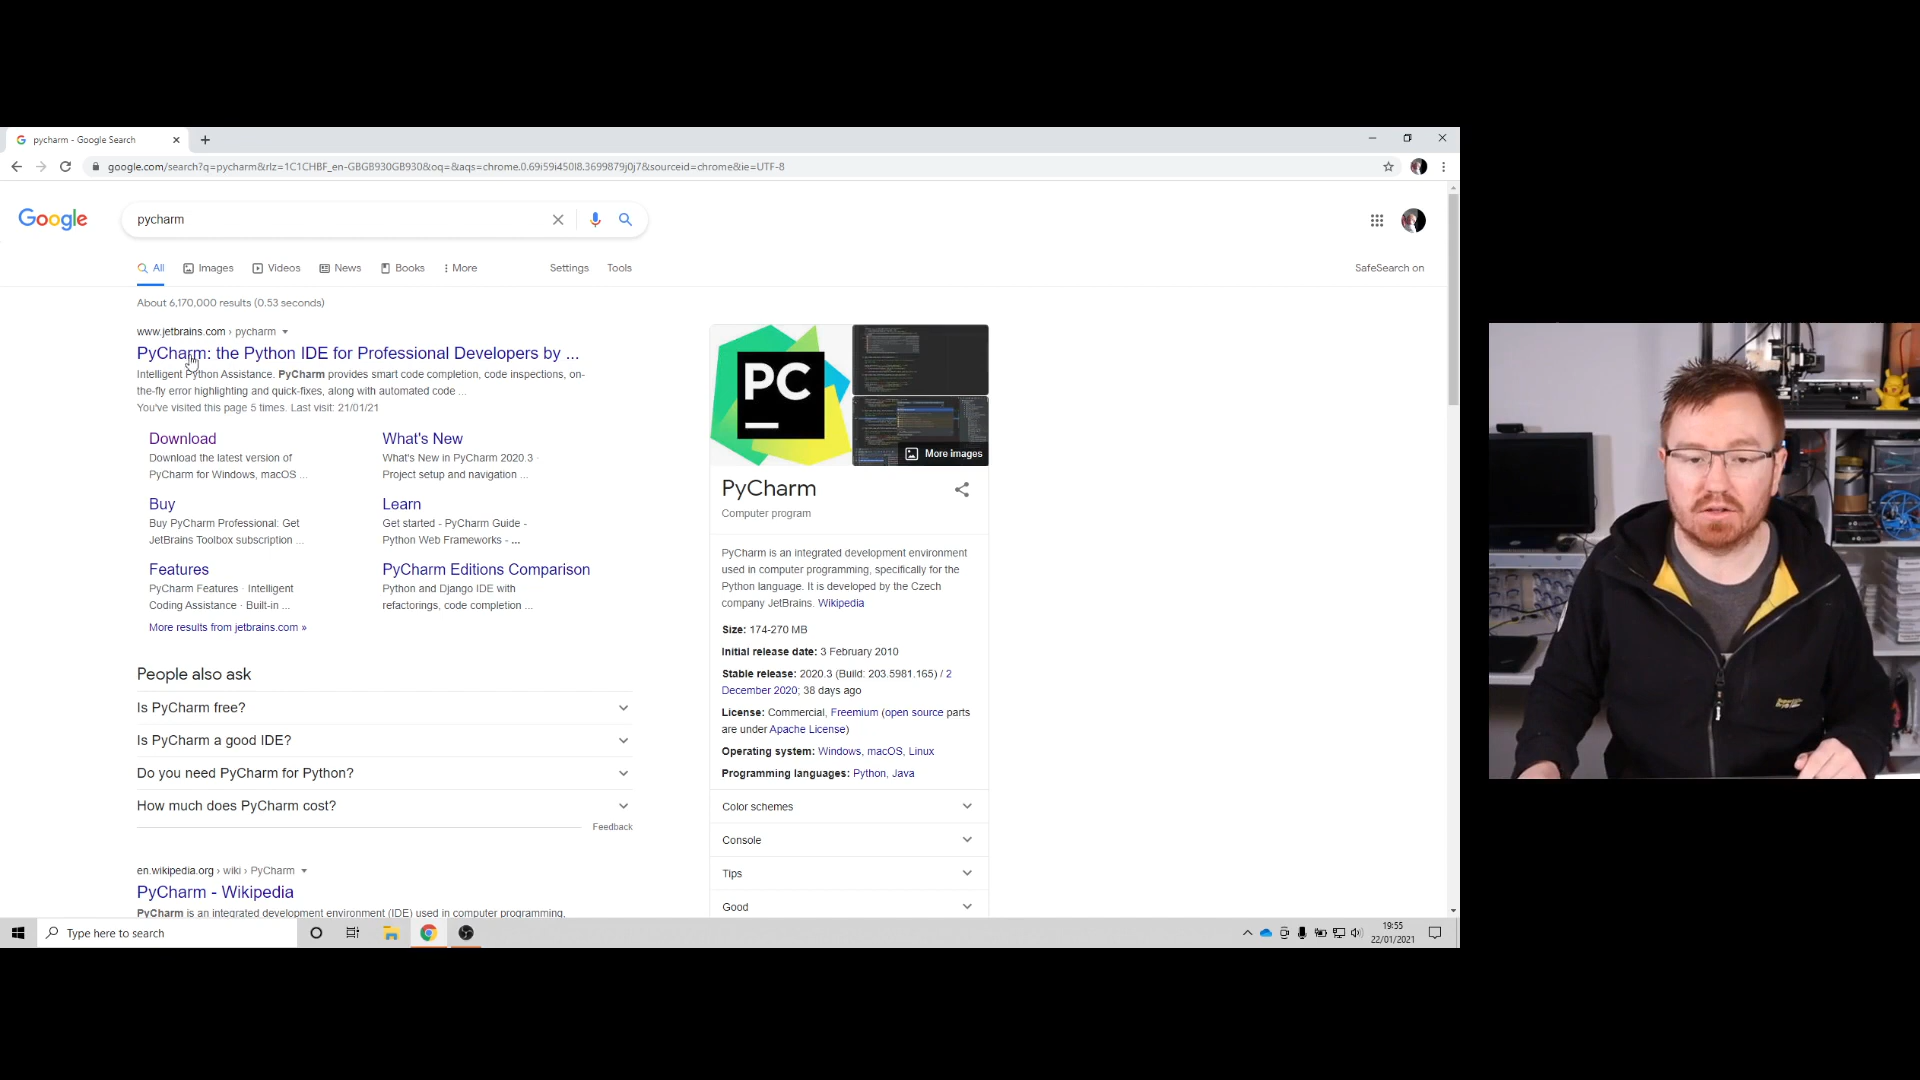 pycharm - Google Search
google.com/search?q=pycharm&rlz=1C1CHBF_en-GBGB930GB930&oq=&aqs=chrome.0.69i59i450l8.3699879j0j7&sourceid=chrome&ie=UTF-8
Google
pycharm
All
Images
Videos
News
Books
More
Settings
Tools
SafeSearch on
About 6,170,000 results (0.53 seconds)
www.jetbrains.com › pycharm
PyCharm: the Python IDE for Professional Developers by ...
Intelligent Python Assistance. PyCharm provides smart code completion, code inspections, on-
the-fly error highlighting and quick-fixes, along with automated code ...
You've visited this page 5 times. Last visit: 21/01/21
Download
Download the latest version of
PyCharm for Windows, macOS ...
What's New
What's New in PyCharm 2020.3 ·
Project setup and navigation ...
Buy
Buy PyCharm Professional: Get
JetBrains Toolbox subscription ...
Learn
Get started - PyCharm Guide -
Python Web Frameworks - ...
Features
PyCharm Features · Intelligent
Coding Assistance · Built-in ...
PyCharm Editions Comparison
Python and Django IDE with
refactorings, code completion ...
More results from jetbrains.com »
People also ask
Is PyCharm free?
Is PyCharm a good IDE?
Do you need PyCharm for Python?
How much does PyCharm cost?
Feedback
en.wikipedia.org › wiki › PyCharm
PyCharm - Wikipedia
PyCharm is an integrated development environment (IDE) used in computer programming,
PC
More images
PyCharm
Computer program
PyCharm is an integrated development environment
used in computer programming, specifically for the
Python language. It is developed by the Czech
company JetBrains. Wikipedia
Size: 174-270 MB
Initial release date: 3 February 2010
Stable release: 2020.3 (Build: 203.5981.165) / 2
December 2020; 38 days ago
License: Commercial, Freemium (open source parts
are under Apache License)
Operating system: Windows, macOS, Linux
Programming languages: Python, Java
Color schemes
Console
Tips
Good
Type here to search
19:55
22/01/2021